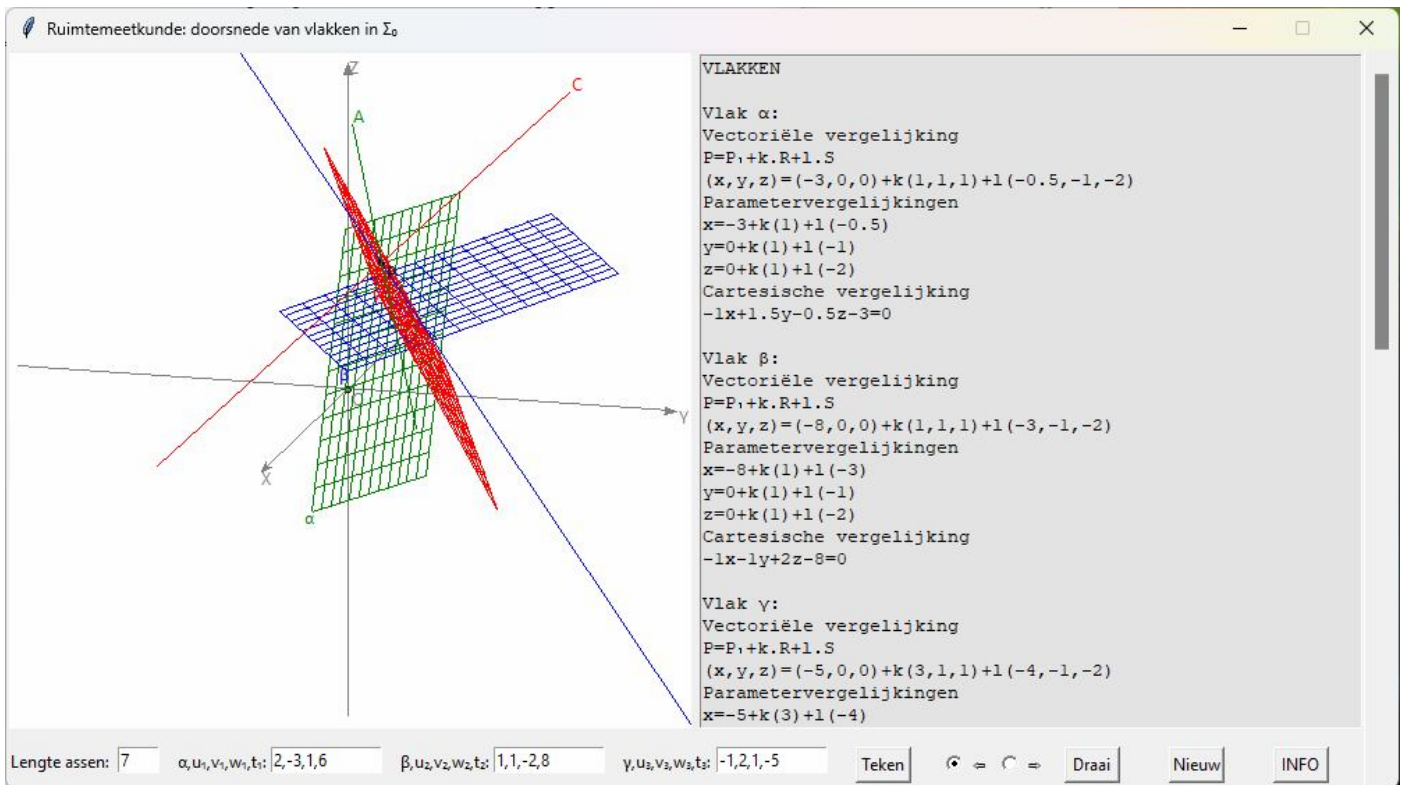 Ruimtemeetkunde: doorsnede van vlakken in Σ₀
Z
C
A
β
Y
X
α
VLAKKEN
Vlak α:
Vectoriële vergelijking
P=P₁+k.R+l.S
(x,y,z)=(-3,0,0)+k(1,1,1)+l(-0.5,-1,-2)
Parametervergelijkingen
x=-3+k(1)+l(-0.5)
y=0+k(1)+l(-1)
z=0+k(1)+l(-2)
Cartesische vergelijking
-1x+1.5y-0.5z-3=0
Vlak β:
Vectoriële vergelijking
P=P₁+k.R+l.S
(x,y,z)=(-8,0,0)+k(1,1,1)+l(-3,-1,-2)
Parametervergelijkingen
x=-8+k(1)+l(-3)
y=0+k(1)+l(-1)
z=0+k(1)+l(-2)
Cartesische vergelijking
-1x-1y+2z-8=0
Vlak γ:
Vectoriële vergelijking
P=P₁+k.R+l.S
(x,y,z)=(-5,0,0)+k(3,1,1)+l(-4,-1,-2)
Parametervergelijkingen
x=-5+k(3)+l(-4)
Lengte assen: 7 α,u₁,v₁,w₁,t₁: 2,-3,1,6 β,u₂,v₂,w₂,t₂: 1,1,-2,8 γ,u₃,v₃,w₃,t₃: -1,2,1,-5 Teken ⇦ ⇨ Draai Nieuw INFO